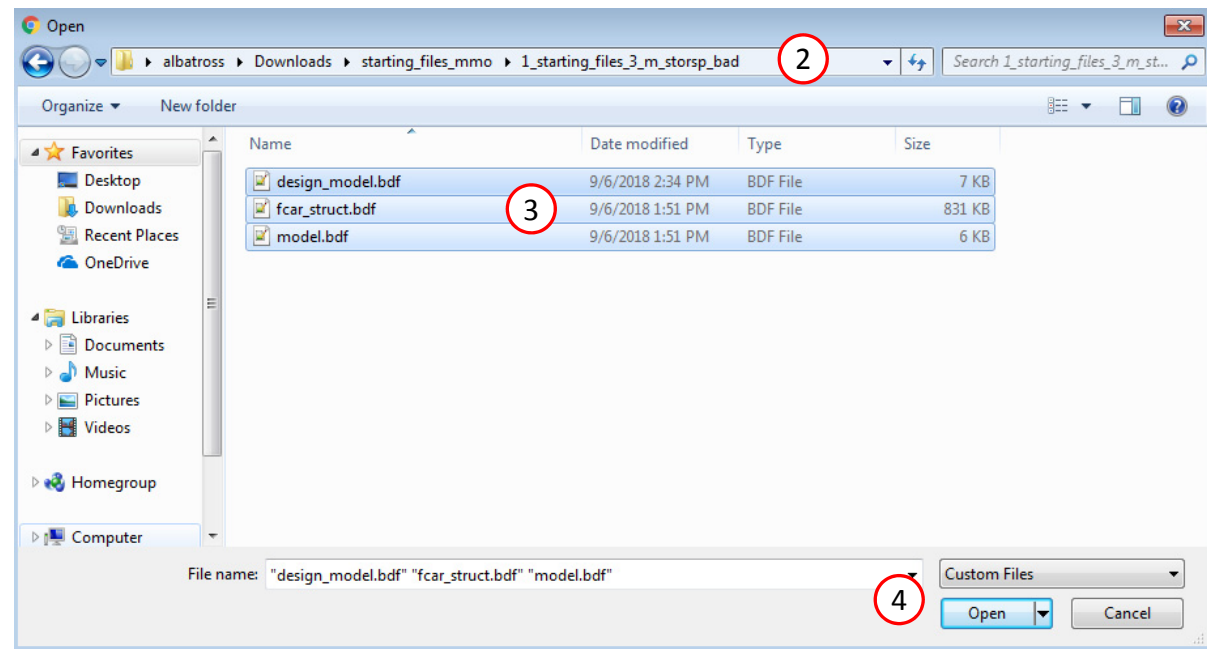 Open
albatross Downloads starting_files_mmo 1_starting_files_3_m_storsp_bad 2 Search 1_starting_files_3_m_st...
Organize New folder
Favorites
Desktop
Downloads
Recent Places
OneDrive
Libraries
Documents
Music
Pictures
Videos
Homegroup
Computer
Name Date modified Type Size
design_model.bdf 9/6/2018 2:34 PM BDF File 7 KB
fcar_struct.bdf 3 9/6/2018 1:51 PM BDF File 831 KB
model.bdf 9/6/2018 1:51 PM BDF File 6 KB
File name: "design_model.bdf" "fcar_struct.bdf" "model.bdf" Custom Files
4 Open Cancel